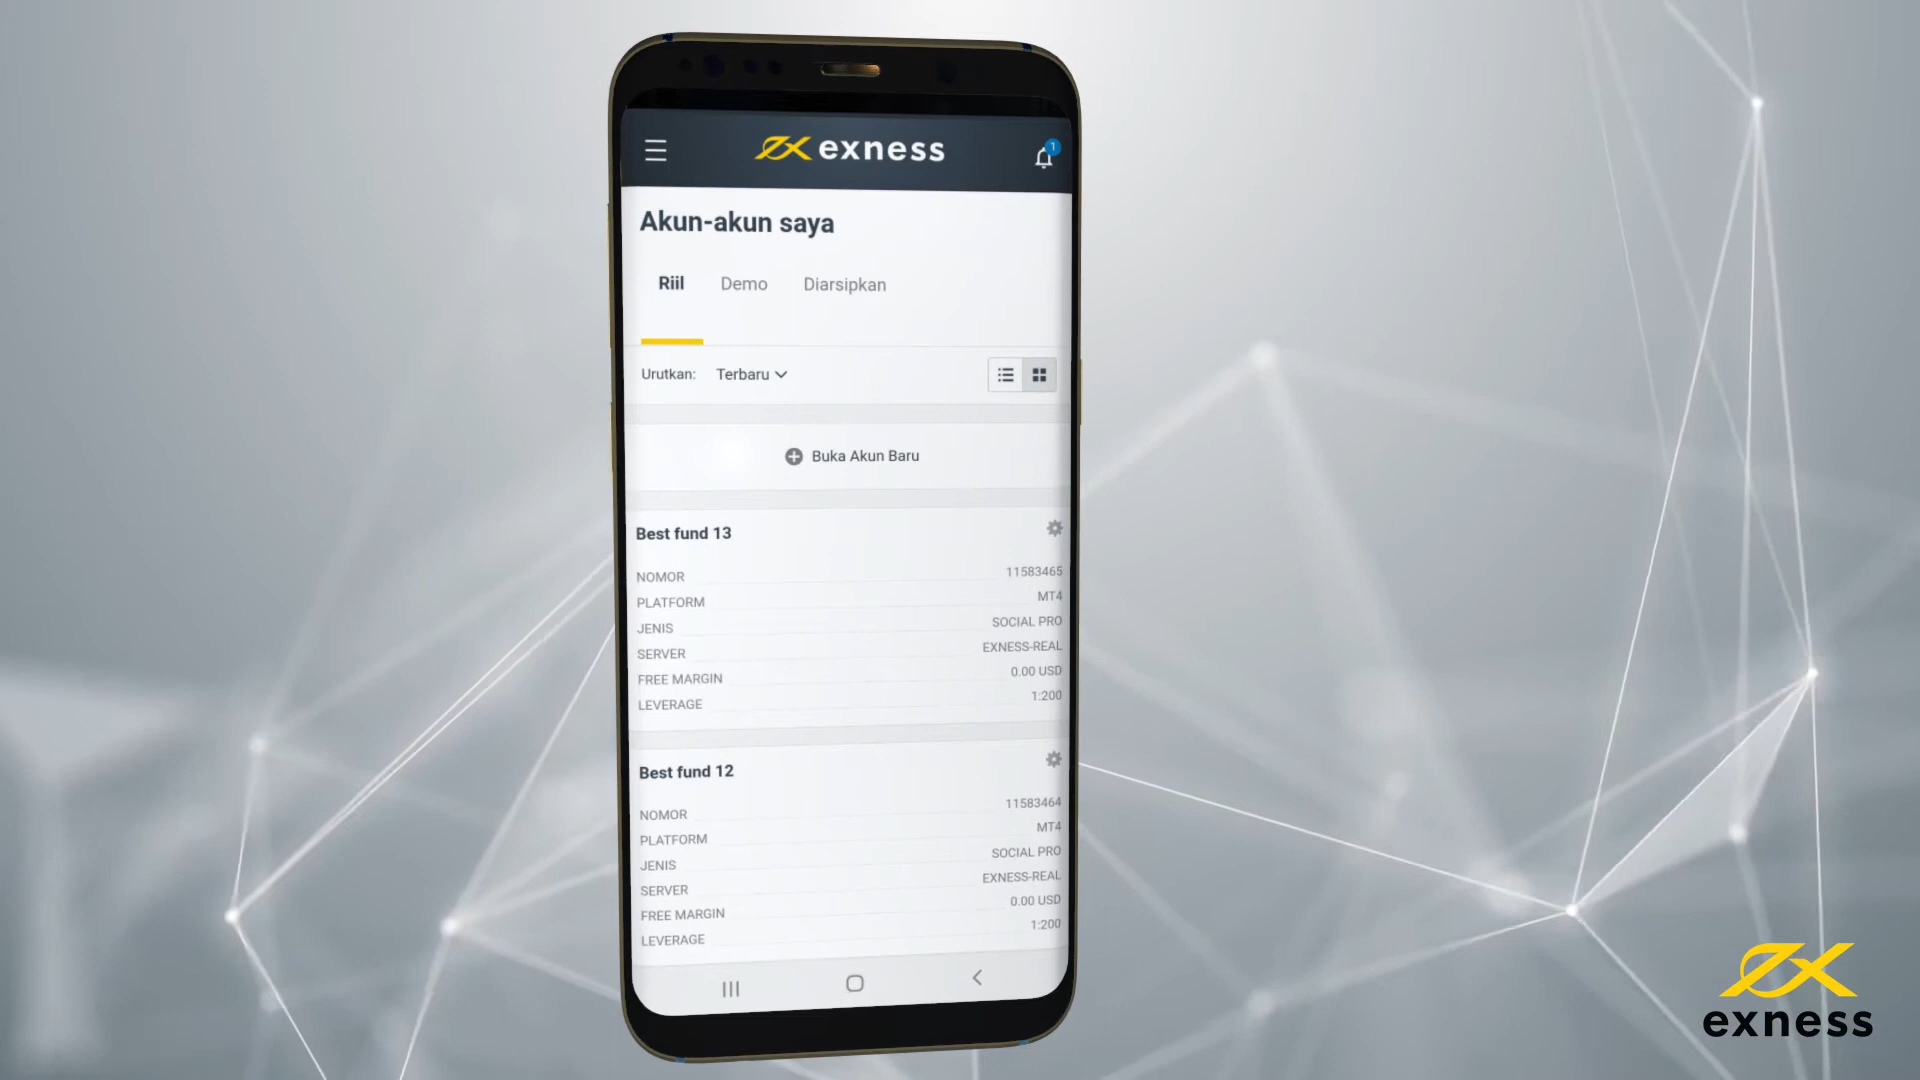 exness
1
Akun-akun saya
Riil Demo Diarsipkan
Urutkan: Terbaru
Buka Akun Baru
Best fund 13
NOMOR 11583465
PLATFORM MT4
JENIS SOCIAL PRO
SERVER EXNESS-REAL
FREE MARGIN 0.00 USD
LEVERAGE 1:200
Best fund 12
NOMOR 11583464
PLATFORM MT4
JENIS SOCIAL PRO
SERVER EXNESS-REAL
FREE MARGIN 0.00 USD
LEVERAGE 1:200
exness